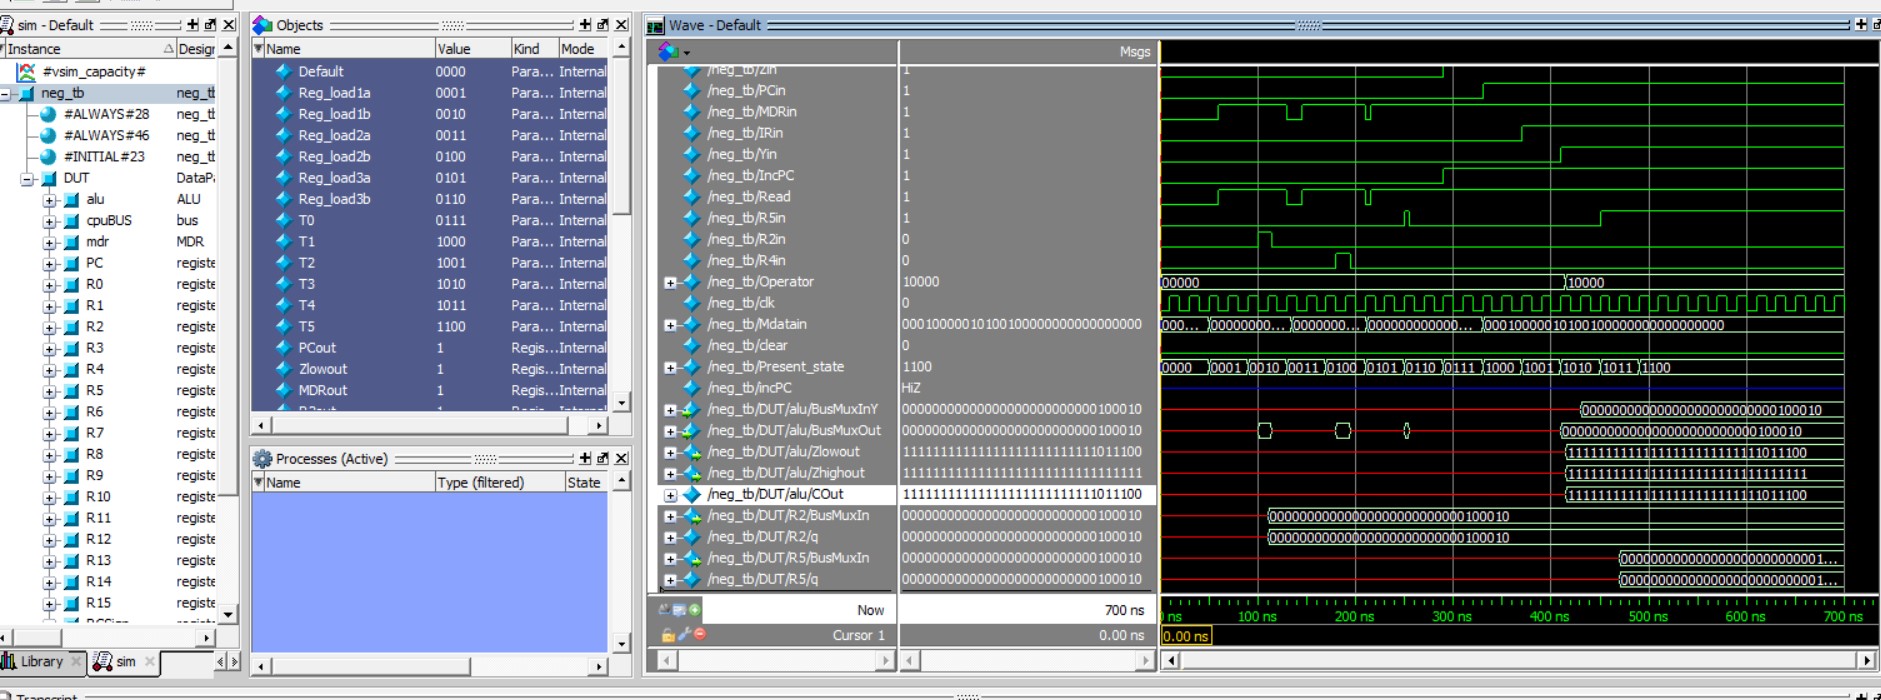 sim - Default
Instance Design
#vsim_capacity#
neg_tb neg_tb
#ALWAYS#28 neg_tb
#ALWAYS#46 neg_tb
#INITIAL#23 neg_tb
DUT DataPa
alu ALU
cpuBUS bus
mdr MDR
PC registe
R0 registe
R1 registe
R2 registe
R3 registe
R4 registe
R5 registe
R6 registe
R7 registe
R8 registe
R9 registe
R10 registe
R11 registe
R12 registe
R13 registe
R14 registe
R15 registe
Library sim
Objects
Name Value Kind Mode
Default 0000 Para... Internal
Reg_load1a 0001 Para... Internal
Reg_load1b 0010 Para... Internal
Reg_load2a 0011 Para... Internal
Reg_load2b 0100 Para... Internal
Reg_load3a 0101 Para... Internal
Reg_load3b 0110 Para... Internal
T0 0111 Para... Internal
T1 1000 Para... Internal
T2 1001 Para... Internal
T3 1010 Para... Internal
T4 1011 Para... Internal
T5 1100 Para... Internal
PCout 1 Regis... Internal
Zlowout 1 Regis... Internal
MDRout 1 Regis... Internal
Processes (Active)
Name Type (filtered) State
Wave - Default
Msgs
/neg_tb/Zin 1
/neg_tb/PCin 1
/neg_tb/MDRin 1
/neg_tb/IRin 1
/neg_tb/Yin 1
/neg_tb/IncPC 1
/neg_tb/Read 1
/neg_tb/R5in 1
/neg_tb/R2in 0
/neg_tb/R4in 0
/neg_tb/Operator 10000 00000 10000
/neg_tb/clk 0
/neg_tb/Mdatain 00010000010100100000000000000000 000... 00000000... 0000000... 000000000000... 00010000010100100000000000000000
/neg_tb/clear 0
/neg_tb/Present_state 1100 0000 0001 0010 0011 0100 0101 0110 0111 1000 1001 1010 1011 1100
/neg_tb/incPC HiZ
/neg_tb/DUT/alu/BusMuxInY 00000000000000000000000000100010 00000000000000000000000000100010
/neg_tb/DUT/alu/BusMuxOut 00000000000000000000000000100010 00000000000000000000000000100010
/neg_tb/DUT/alu/Zlowout 11111111111111111111111111011100 11111111111111111111111111011100
/neg_tb/DUT/alu/Zhighout 11111111111111111111111111111111 11111111111111111111111111111111
/neg_tb/DUT/alu/COut 11111111111111111111111111011100 11111111111111111111111111011100
/neg_tb/DUT/R2/BusMuxIn 00000000000000000000000000100010 00000000000000000000000000100010
/neg_tb/DUT/R2/q 00000000000000000000000000100010 00000000000000000000000000100010
/neg_tb/DUT/R5/BusMuxIn 00000000000000000000000000100010 000000000000000000000000001...
/neg_tb/DUT/R5/q 00000000000000000000000000100010 000000000000000000000000001...
Now 700 ns ns 100 ns 200 ns 300 ns 400 ns 500 ns 600 ns 700 ns
Cursor 1 0.00 ns 0.00 ns
Transcript